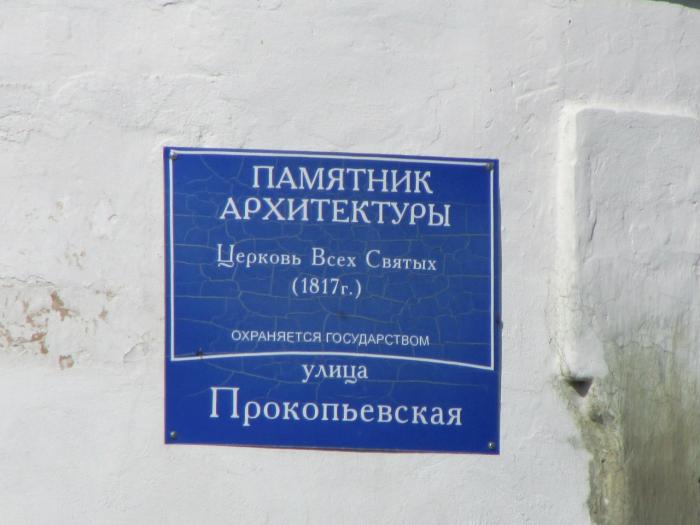 ПАМЯТНИК
АРХИТЕКТУРЫ
Церковь Всех Святых
(1817г.)
ОХРАНЯЕТСЯ ГОСУДАРСТВОМ
улица
Прокопьевская